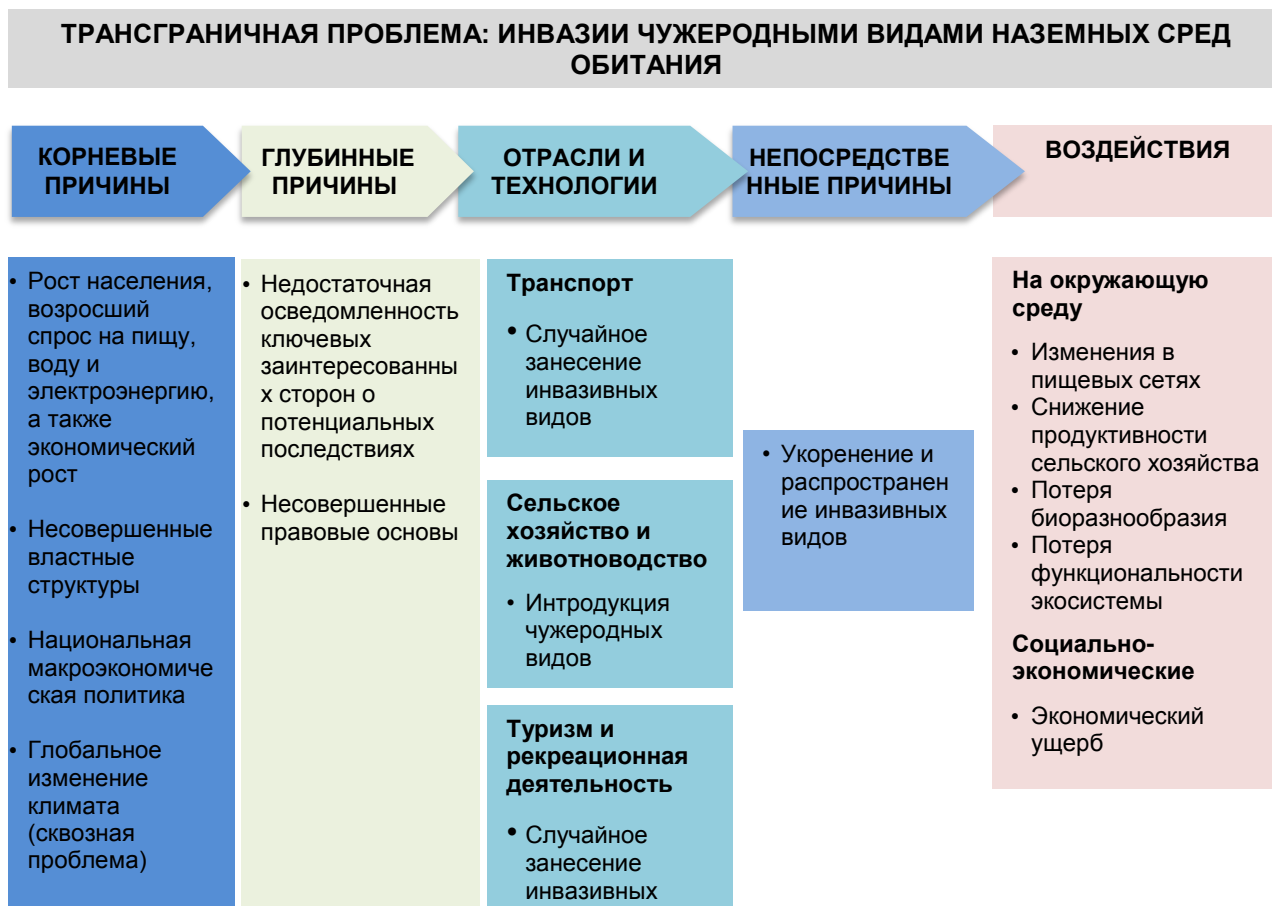 ТРАНСГРАНИЧНАЯ ПРОБЛЕМА: ИНВАЗИИ ЧУЖЕРОДНЫМИ ВИДАМИ НАЗЕМНЫХ СРЕД
ОБИТАНИЯ
КОРНЕВЫЕ
ПРИЧИНЫ
ГЛУБИННЫЕ
ПРИЧИНЫ
ОТРАСЛИ И
ТЕХНОЛОГИИ
НЕПОСРЕДСТВЕ
ННЫЕ ПРИЧИНЫ
ВОЗДЕЙСТВИЯ
• Рост населения,
возросший
спрос на пищу,
воду и
электроэнергию,
а также
экономический
рост
• Несовершенные
властные
структуры
• Национальная
макроэкономиче
ская политика
• Глобальное
изменение
климата
(сквозная
проблема)
• Недостаточная
осведомленность
ключевых
заинтересованны
х сторон о
потенциальных
последствиях
• Несовершенные
правовые основы
Транспорт
• Случайное
занесение
инвазивных
видов
Сельское
хозяйство и
животноводство
• Интродукция
чужеродных
видов
Туризм и
рекреационная
деятельность
• Случайное
занесение
инвазивных
• Укоренение и
распространен
ие инвазивных
видов
На окружающую
среду
• Изменения в
пищевых сетях
• Снижение
продуктивности
сельского хозяйства
• Потеря
биоразнообразия
• Потеря
функциональности
экосистемы
Социально-
экономические
• Экономический
ущерб